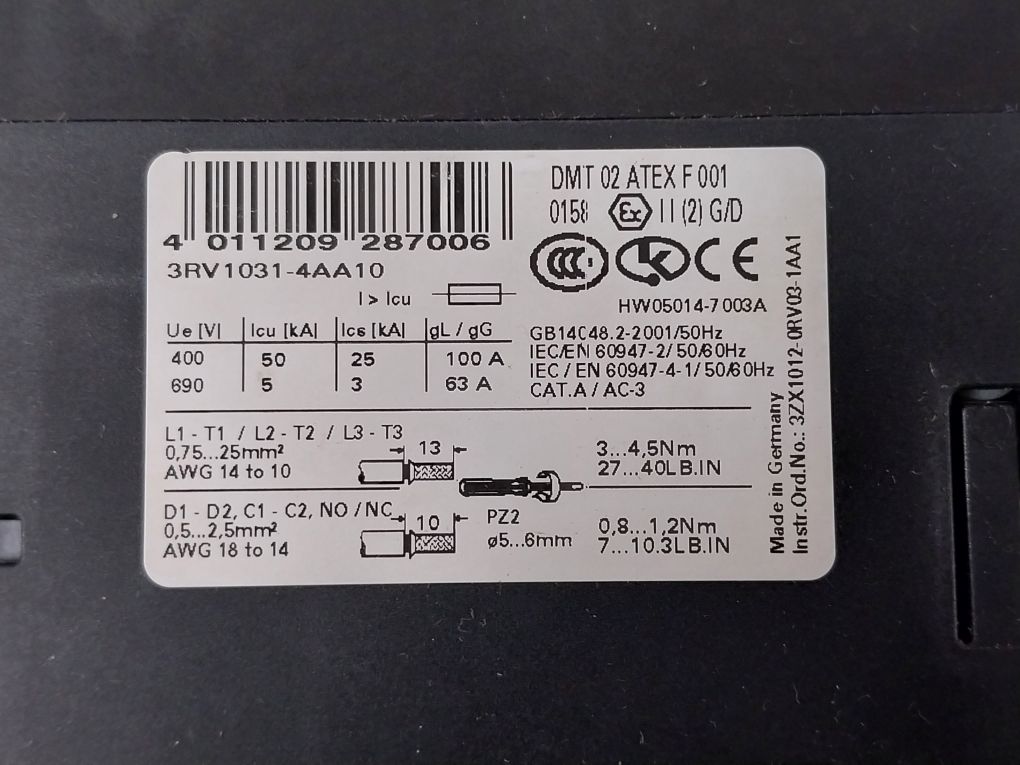 4 011209 287006
3RV1031-4AA10
I > Icu
DMT 02 ATEX F 001
0158 Ex II (2) G/D
CCC K CE
HW05014-7003A
Ue [V] Icu [kA] Ics [kA] gL / gG
400 50 25 100 A
690 5 3 63 A
GB14048.2-2001/50Hz
IEC/EN 60947-2/ 50/60Hz
IEC / EN 60947-4-1/ 50/60Hz
CAT.A / AC-3
L1 - T1 / L2 - T2 / L3 - T3
0,75...25mm²
AWG 14 to 10
13
3...4,5Nm
27...40LB.IN
D1 - D2, C1 - C2, NO / NC
0,5...2,5mm²
AWG 18 to 14
10
PZ2
ø5...6mm
0,8...1,2Nm
7...10.3LB.IN
Made in Germany
Instr.Ord.No.: 3ZX1012-0RV03-1AA1